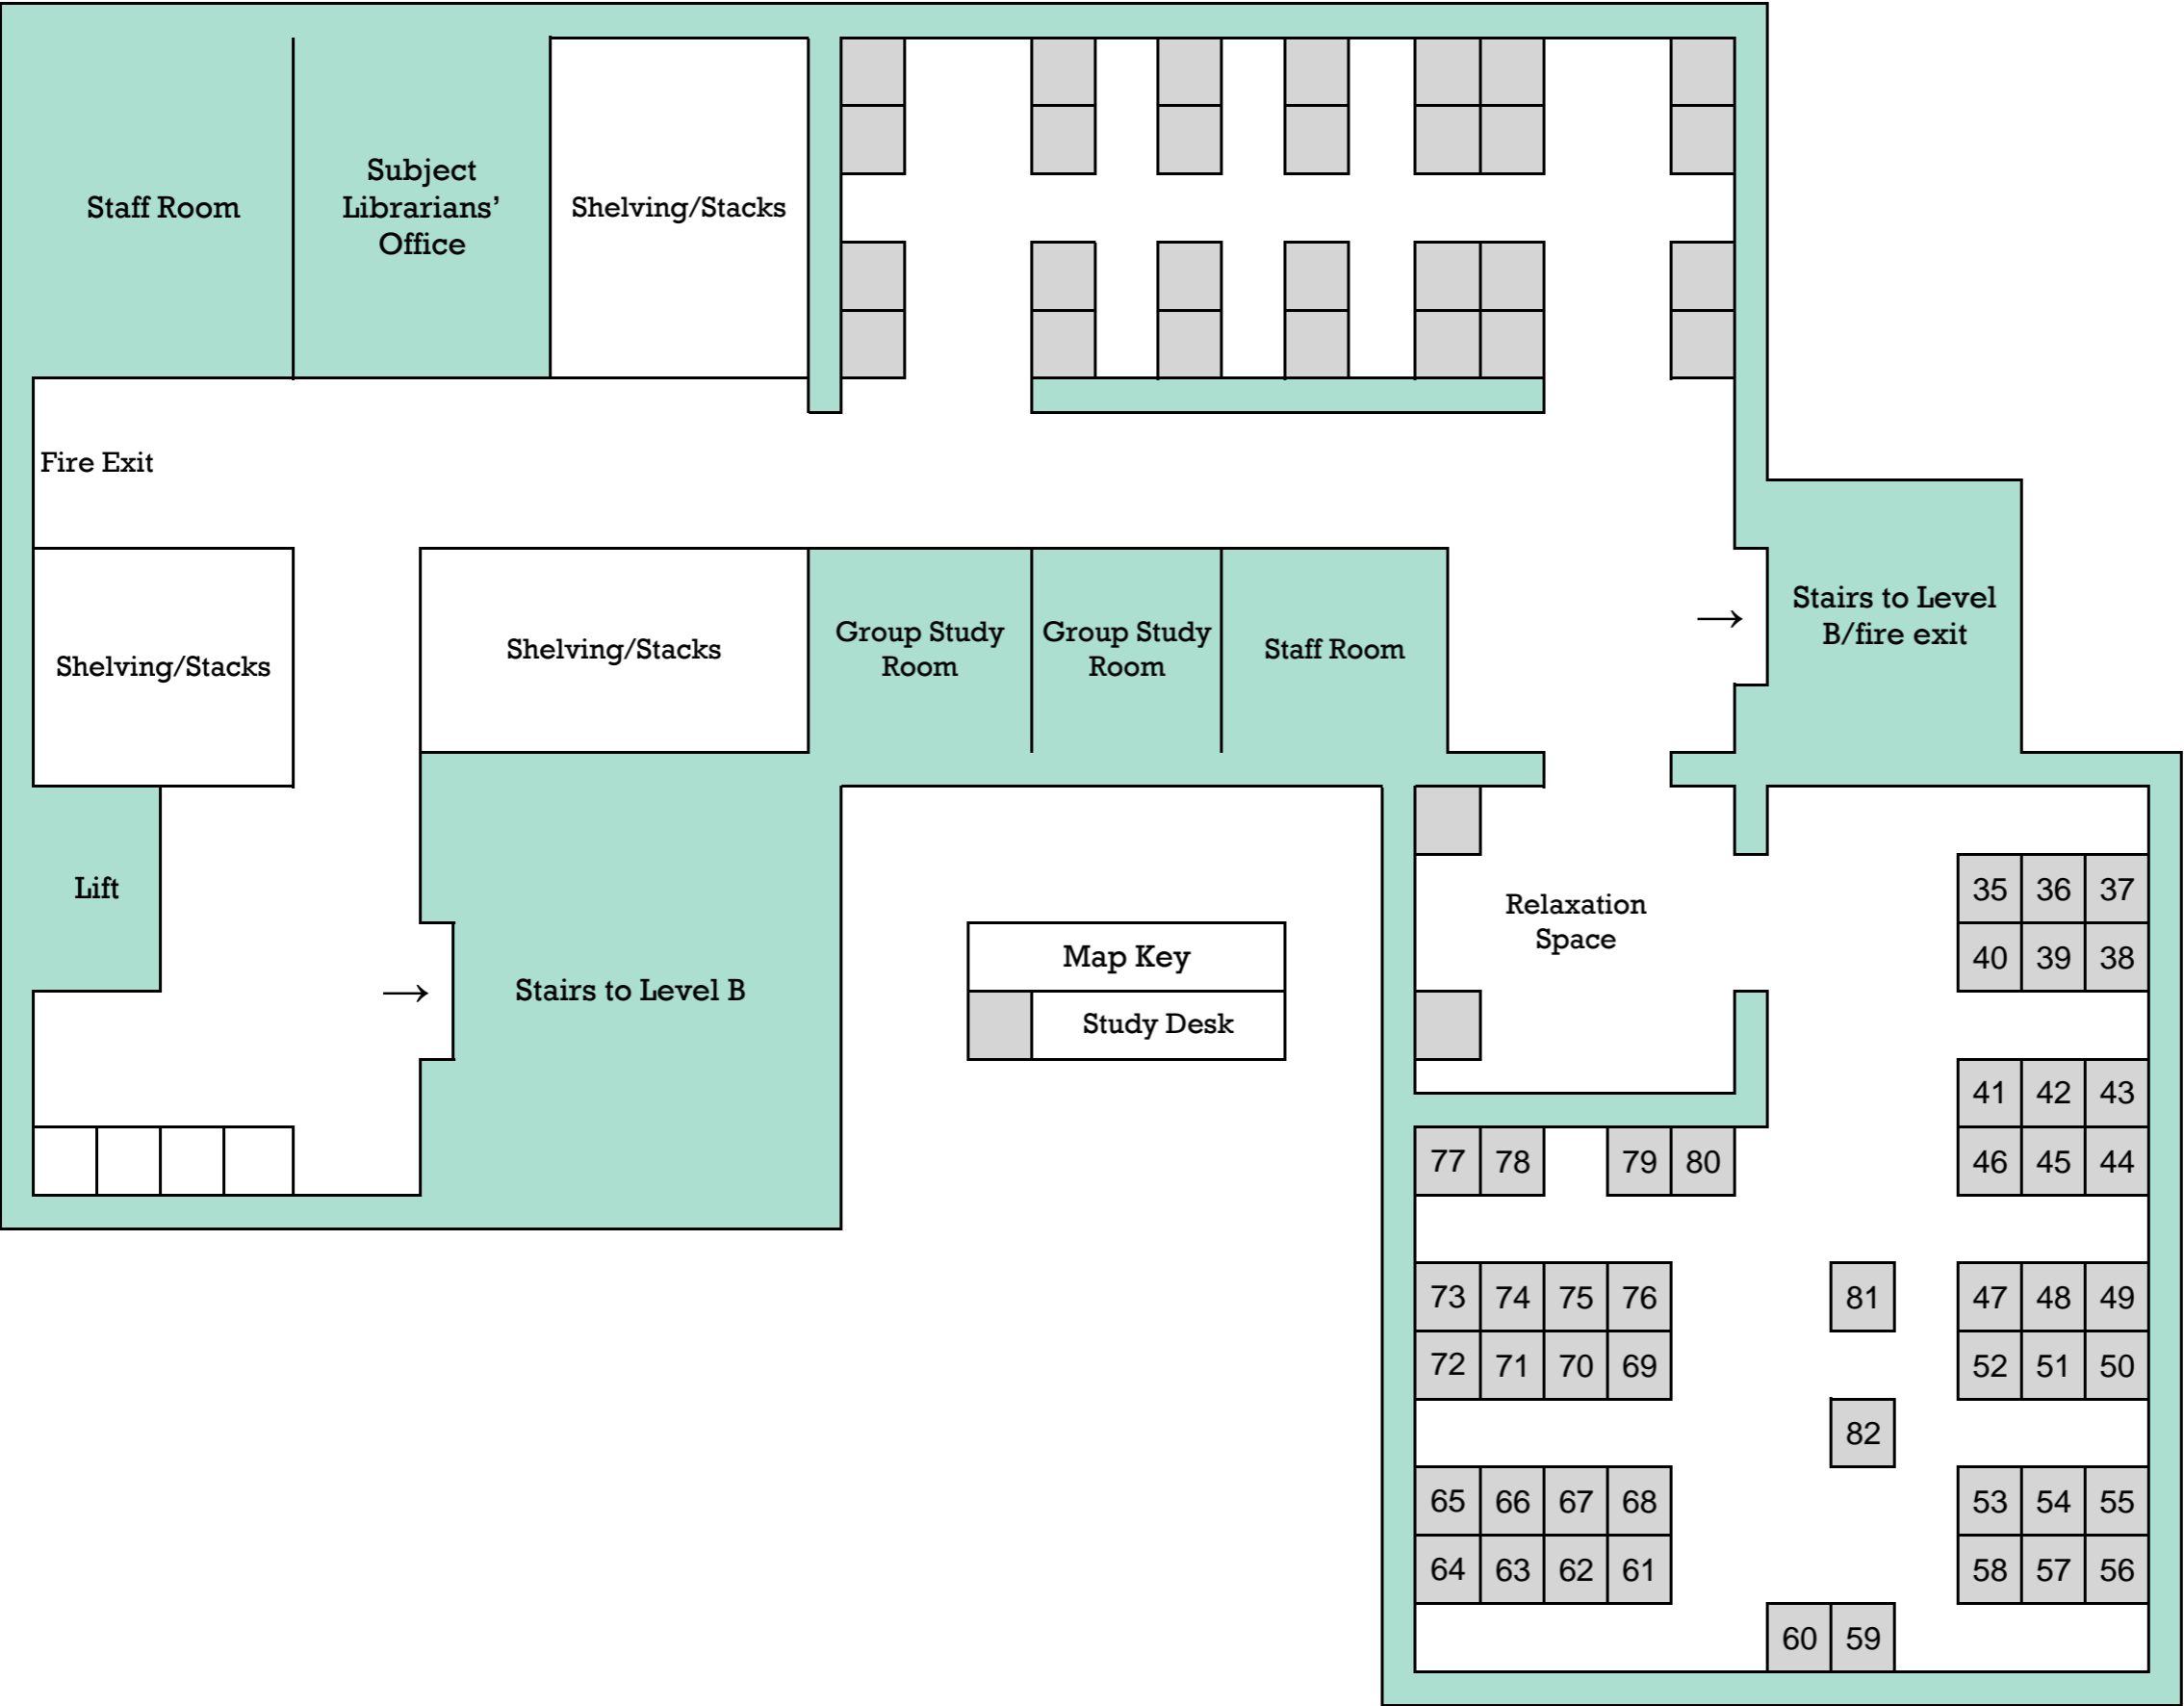 Staff Room
Subject
Librarians’
Office
Shelving/Stacks
Fire Exit
Shelving/Stacks
Shelving/Stacks
Group Study
Room
Group Study
Room
Staff Room
→
Stairs to Level
B/fire exit
Lift
→
Stairs to Level B
Map Key
Study Desk
Relaxation
Space
35 36 37
40 39 38
41 42 43
46 45 44
77 78 79 80
73 74 75 76
72 71 70 69
81
47 48 49
52 51 50
82
65 66 67 68
64 63 62 61
53 54 55
58 57 56
60 59